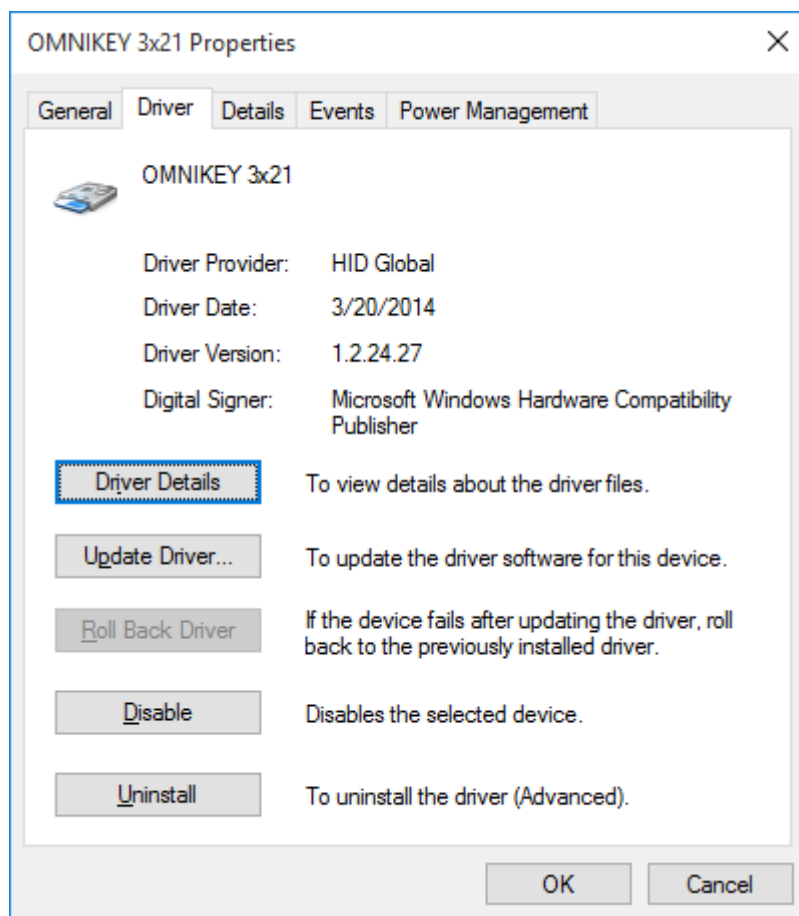 OMNIKEY 3x21 Properties
General Driver Details Events Power Management
OMNIKEY 3x21
Driver Provider: HID Global
Driver Date: 3/20/2014
Driver Version: 1.2.24.27
Digital Signer: Microsoft Windows Hardware Compatibility
Publisher
Driver Details To view details about the driver files.
Update Driver... To update the driver software for this device.
Roll Back Driver If the device fails after updating the driver, roll
back to the previously installed driver.
Disable Disables the selected device.
Uninstall To uninstall the driver (Advanced).
OK Cancel